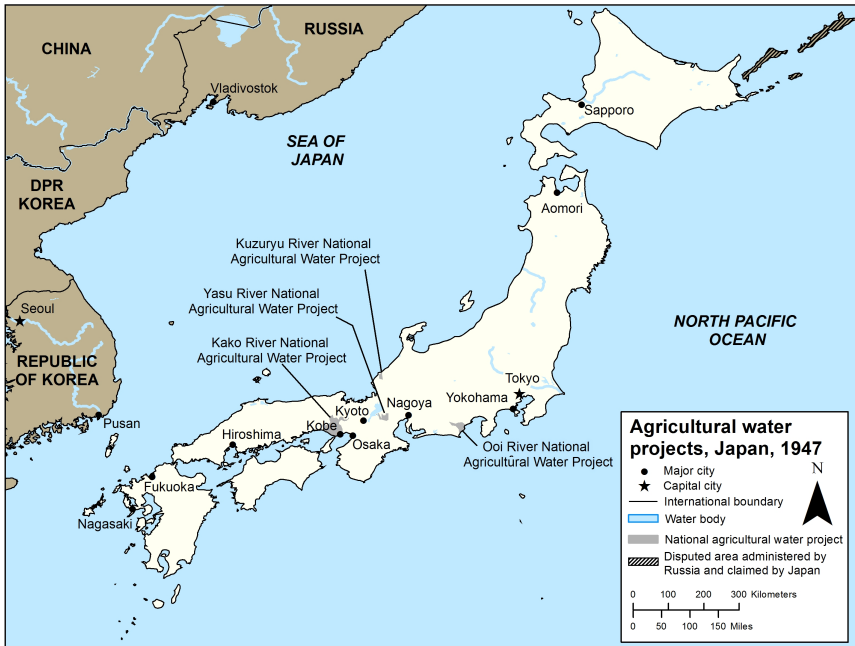 CHINA
RUSSIA
Vladivostok
SEA OF
JAPAN
Sapporo
DPR
KOREA
Aomori
Kuzuryu River National
Agricultural Water Project
Yasu River National
Agricultural Water Project
Seoul
Kako River National
Agricultural Water Project
NORTH PACIFIC
OCEAN
REPUBLIC
OF KOREA
Tokyo
Yokohama
Nagoya
Kyoto
Pusan
Kobe
Hiroshima
Osaka
Ooi River National
Agricultural Water Project
Fukuoka
Nagasaki
Agricultural water
projects, Japan, 1947
Major city
N
Capital city
International boundary
Water body
National agricultural water project
Disputed area administered by
Russia and claimed by Japan
0 100 200 300 Kilometers
0 50 100 150 Miles